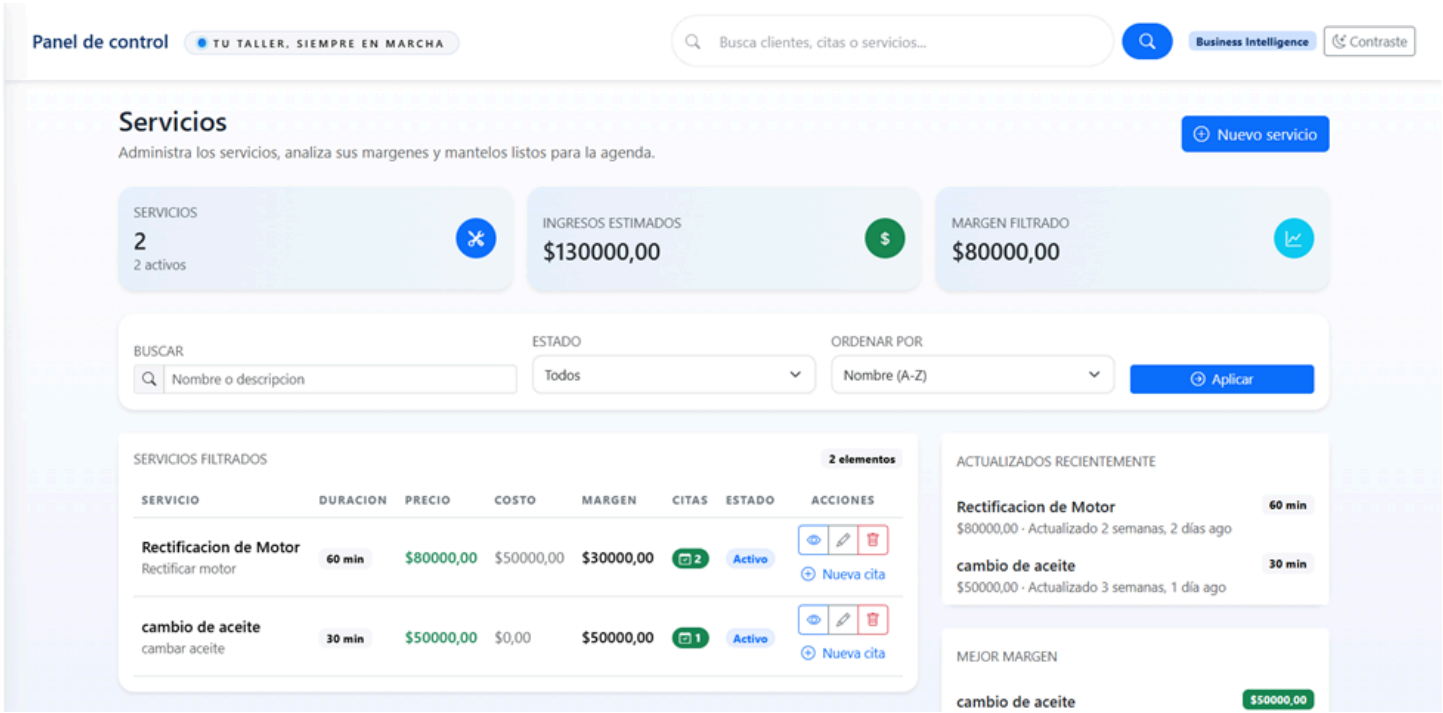 Panel de control
TU TALLER, SIEMPRE EN MARCHA
Busca clientes, citas o servicios...
Business Intelligence
Contraste
Servicios
Administra los servicios, analiza sus margenes y mantelos listos para la agenda.
Nuevo servicio
SERVICIOS
2
2 activos
INGRESOS ESTIMADOS
$130000,00
$
MARGEN FILTRADO
$80000,00
BUSCAR
Nombre o descripcion
ESTADO
Todos
ORDENAR POR
Nombre (A-Z)
Aplicar
SERVICIOS FILTRADOS
2 elementos
SERVICIO DURACION PRECIO COSTO MARGEN CITAS ESTADO ACCIONES
Rectificacion de Motor 60 min $80000,00 $50000,00 $30000,00 2 Activo
Rectificar motor
Nueva cita
cambio de aceite 30 min $50000,00 $0,00 $50000,00 1 Activo
cambar aceite
Nueva cita
ACTUALIZADOS RECIENTEMENTE
Rectificacion de Motor 60 min
$80000,00 · Actualizado 2 semanas, 2 días ago
cambio de aceite 30 min
$50000,00 · Actualizado 3 semanas, 1 día ago
MEJOR MARGEN
cambio de aceite $50000,00